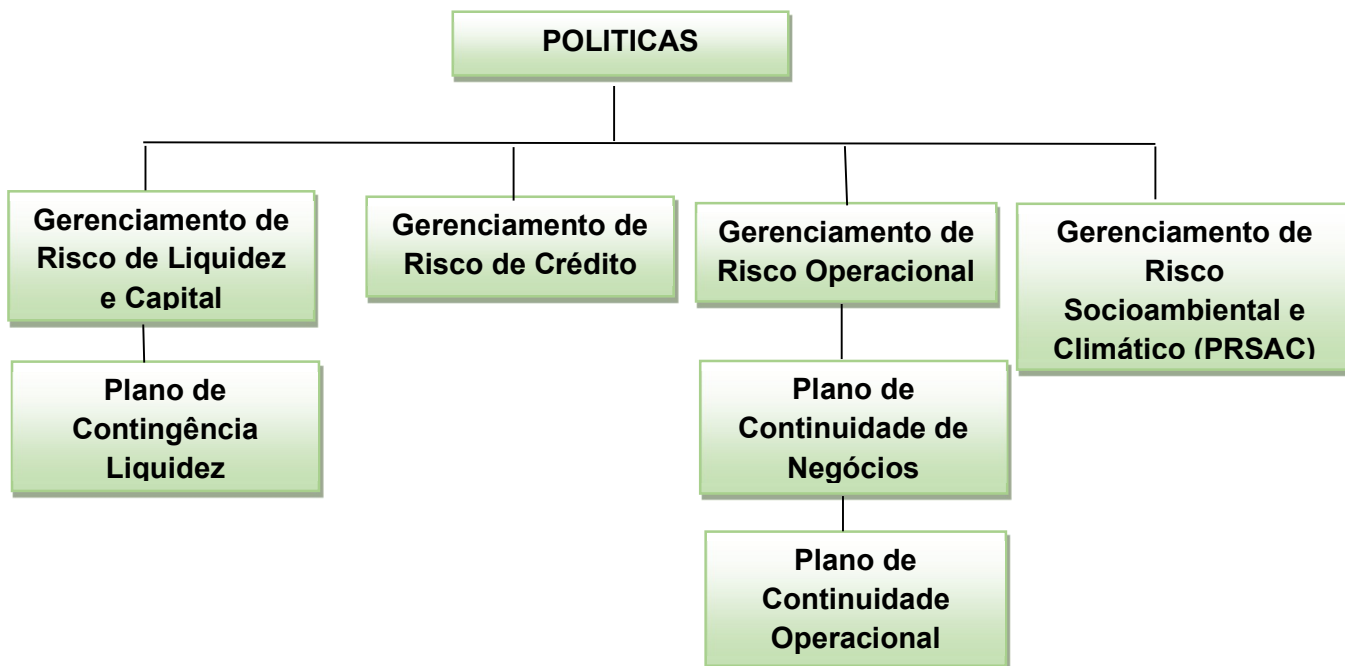 POLITICAS
Gerenciamento de
Risco de Liquidez
e Capital
Gerenciamento de
Risco de Crédito
Gerenciamento de
Risco Operacional
Gerenciamento de
Risco
Socioambiental e
Climático (PRSAC)
Plano de
Contingência
Liquidez
Plano de
Continuidade de
Negócios
Plano de
Continuidade
Operacional